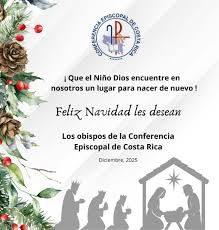 CONFERENCIA EPISCOPAL DE COSTA RICA
¡ Que el Niño Dios encuentre en
nosotros un lugar para nacer de nuevo !
Feliz Navidad les desean
Los obispos de la Conferencia
Episcopal de Costa Rica
Diciembre, 2025